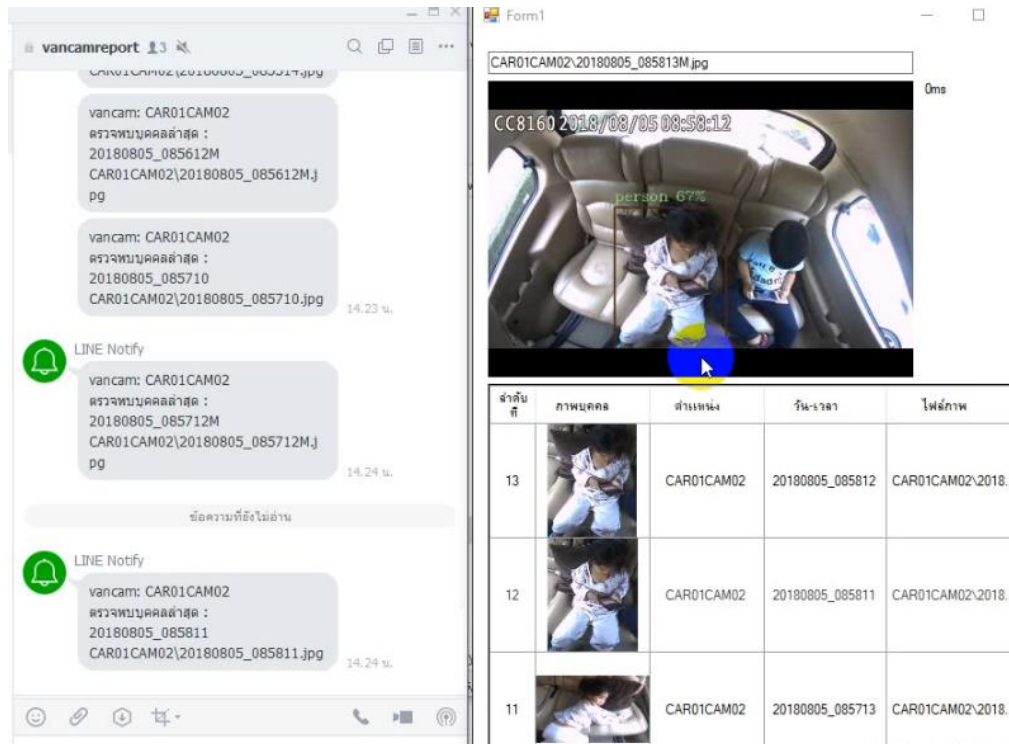 vancamreport 3
CAR01CAM02\20180805_085514.jpg
vancam: CAR01CAM02
ตรวจพบบุคคลล่าสุด :
20180805_085612M
CAR01CAM02\20180805_085612M.j
pg
vancam: CAR01CAM02
ตรวจพบบุคคลล่าสุด :
20180805_085710
CAR01CAM02\20180805_085710.jpg
14.23 น.
LINE Notify
vancam: CAR01CAM02
ตรวจพบบุคคลล่าสุด :
20180805_085712M
CAR01CAM02\20180805_085712M.j
pg
14.24 น.
ข้อความที่ยังไม่อ่าน
LINE Notify
vancam: CAR01CAM02
ตรวจพบบุคคลล่าสุด :
20180805_085811
CAR01CAM02\20180805_085811.jpg
14.24 น.
Form1
CAR01CAM02\20180805_085813M.jpg
0ms
CC8160 2018/08/05 08:58:12
person 67%
ลำดับ
ที่
ภาพบุคคล ตำแหน่ง วัน-เวลา ไฟล์ภาพ
13 CAR01CAM02 20180805_085812 CAR01CAM02\2018.
12 CAR01CAM02 20180805_085811 CAR01CAM02\2018.
11 CAR01CAM02 20180805_085713 CAR01CAM02\2018.